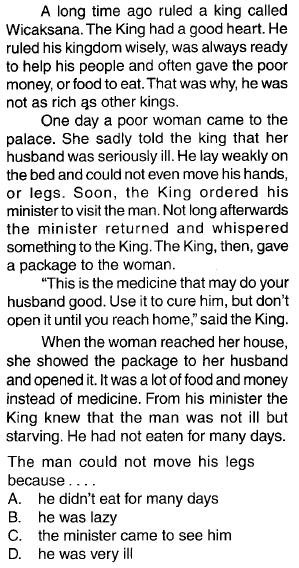 A long time ago ruled a king called
Wicaksana. The King had a good heart. He
ruled his kingdom wisely, was always ready
to help his people and often gave the poor
money, or food to eat. That was why, he was
not as rich as other kings.
One day a poor woman came to the
palace. She sadly told the king that her
husband was seriously ill. He lay weakly on
the bed and could not even move his hands,
or legs. Soon, the King ordered his
minister to visit the man. Not long afterwards
the minister returned and whispered
something to the King. The King, then, gave
a package to the woman.
“This is the medicine that may do your
husband good. Use it to cure him, but don’t
open it until you reach home,” said the King.
When the woman reached her house,
she showed the package to her husband
and opened it. It was a lot of food and money
instead of medicine. From his minister the
King knew that the man was not ill but
starving. He had not eaten for many days.
The man could not move his legs
because . . . .
A. he didn’t eat for many days
B. he was lazy
C. the minister came to see him
D. he was very ill